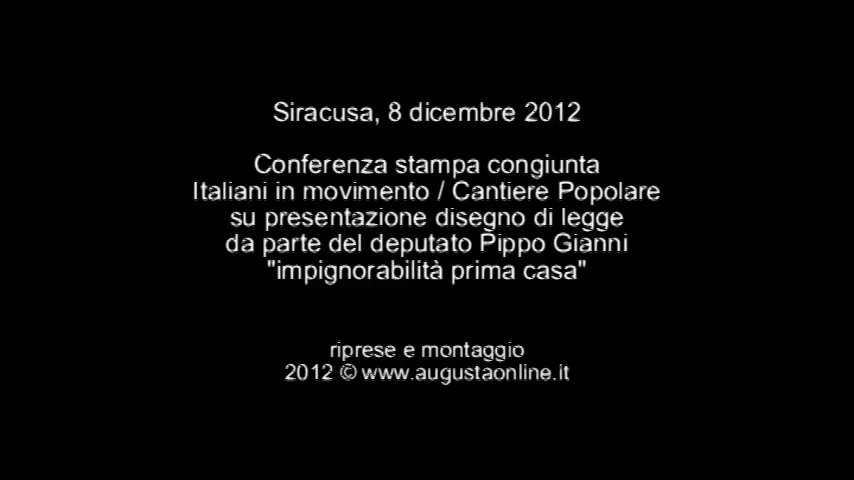 Siracusa, 8 dicembre 2012
Conferenza stampa congiunta
Italiani in movimento / Cantiere Popolare
su presentazione disegno di legge
da parte del deputato Pippo Gianni
"impignorabilità prima casa"
riprese e montaggio
2012 © www.augustaonline.it